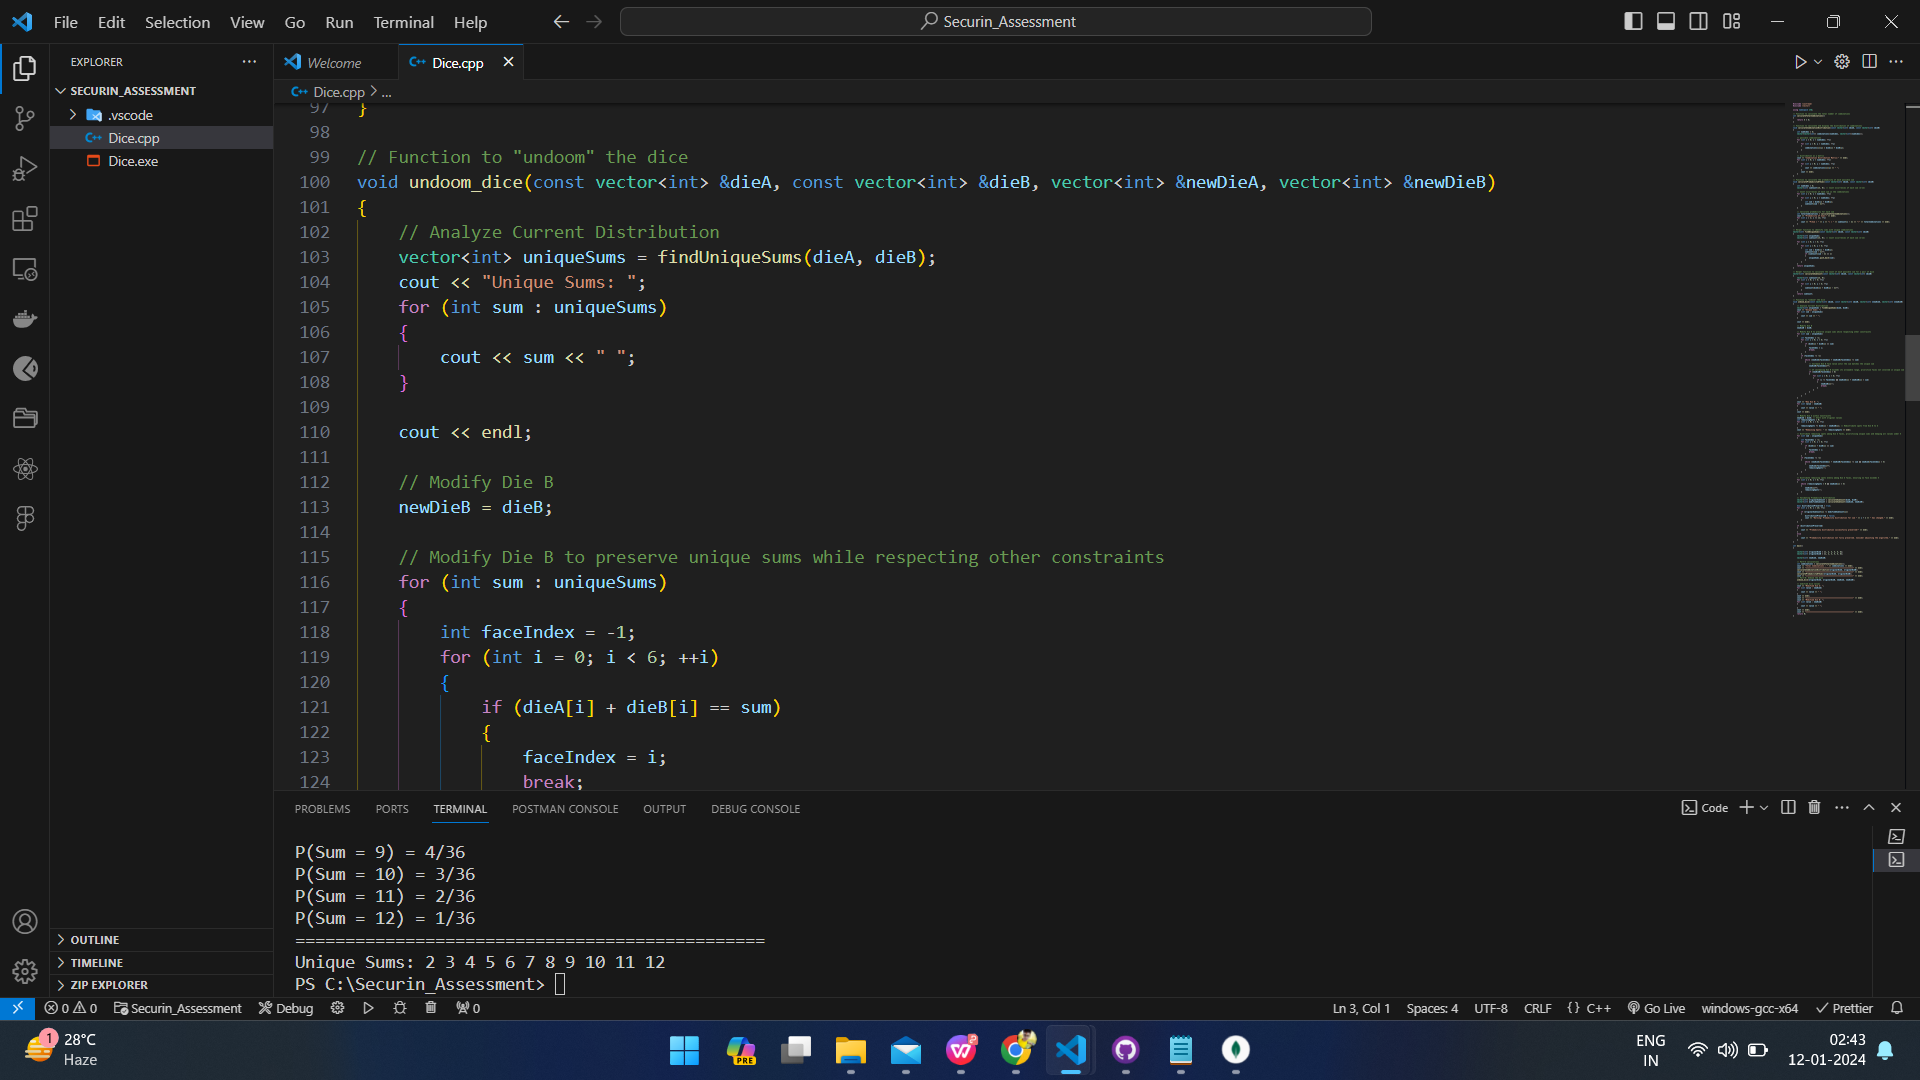 File Edit Selection View Go Run Terminal Help
Securin_Assessment
EXPLORER
SECURIN_ASSESSMENT
.vscode
Dice.cpp
Dice.exe
OUTLINE
TIMELINE
ZIP EXPLORER
Welcome
Dice.cpp
Dice.cpp > ...
97 }
98
99 // Function to "undoom" the dice
100 void undoom_dice(const vector<int> &dieA, const vector<int> &dieB, vector<int> &newDieA, vector<int> &newDieB)
101 {
102 // Analyze Current Distribution
103 vector<int> uniqueSums = findUniqueSums(dieA, dieB);
104 cout << "Unique Sums: ";
105 for (int sum : uniqueSums)
106 {
107 cout << sum << " ";
108 }
109
110 cout << endl;
111
112 // Modify Die B
113 newDieB = dieB;
114
115 // Modify Die B to preserve unique sums while respecting other constraints
116 for (int sum : uniqueSums)
117 {
118 int faceIndex = -1;
119 for (int i = 0; i < 6; ++i)
120 {
121 if (dieA[i] + dieB[i] == sum)
122 {
123 faceIndex = i;
124 break;
PROBLEMS PORTS TERMINAL POSTMAN CONSOLE OUTPUT DEBUG CONSOLE
Code
P(Sum = 9) = 4/36
P(Sum = 10) = 3/36
P(Sum = 11) = 2/36
P(Sum = 12) = 1/36
===============================================
Unique Sums: 2 3 4 5 6 7 8 9 10 11 12
PS C:\Securin_Assessment>
0 0 Securin_Assessment Debug 0 Ln 3, Col 1 Spaces: 4 UTF-8 CRLF {} C++ Go Live windows-gcc-x64 Prettier
1
28°C
Haze
PRE
ENG
IN
02:43
12-01-2024